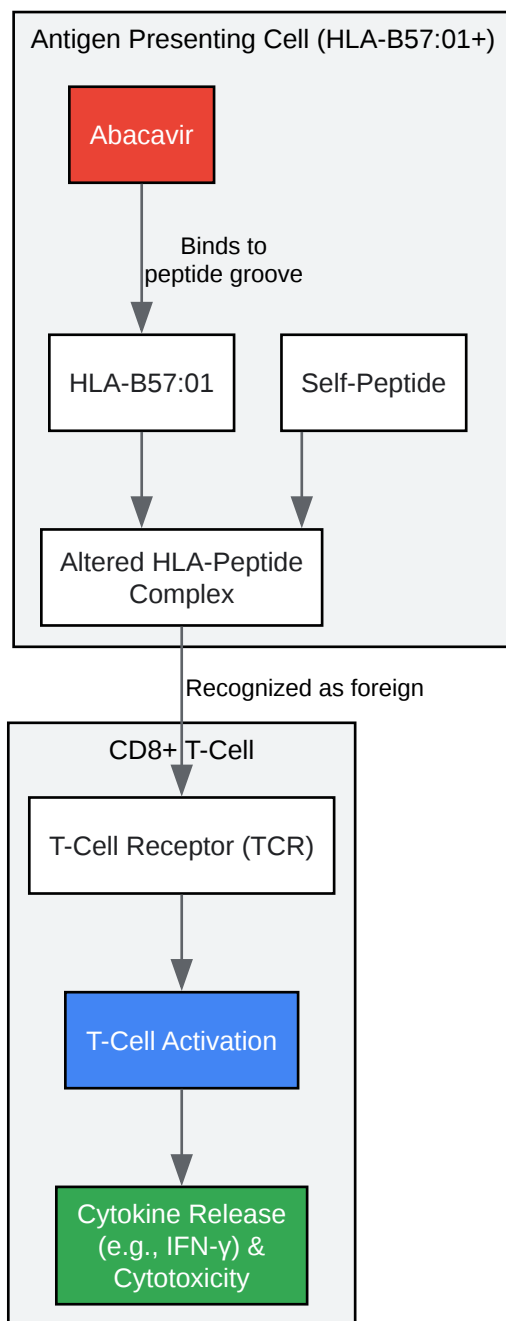 Antigen Presenting Cell (HLA-B57:01+)
Abacavir
Binds to
peptide groove
HLA-B57:01
Self-Peptide
Altered HLA-Peptide
Complex
Recognized as foreign
CD8+ T-Cell
T-Cell Receptor (TCR)
T-Cell Activation
Cytokine Release
(e.g., IFN-γ) &
Cytotoxicity